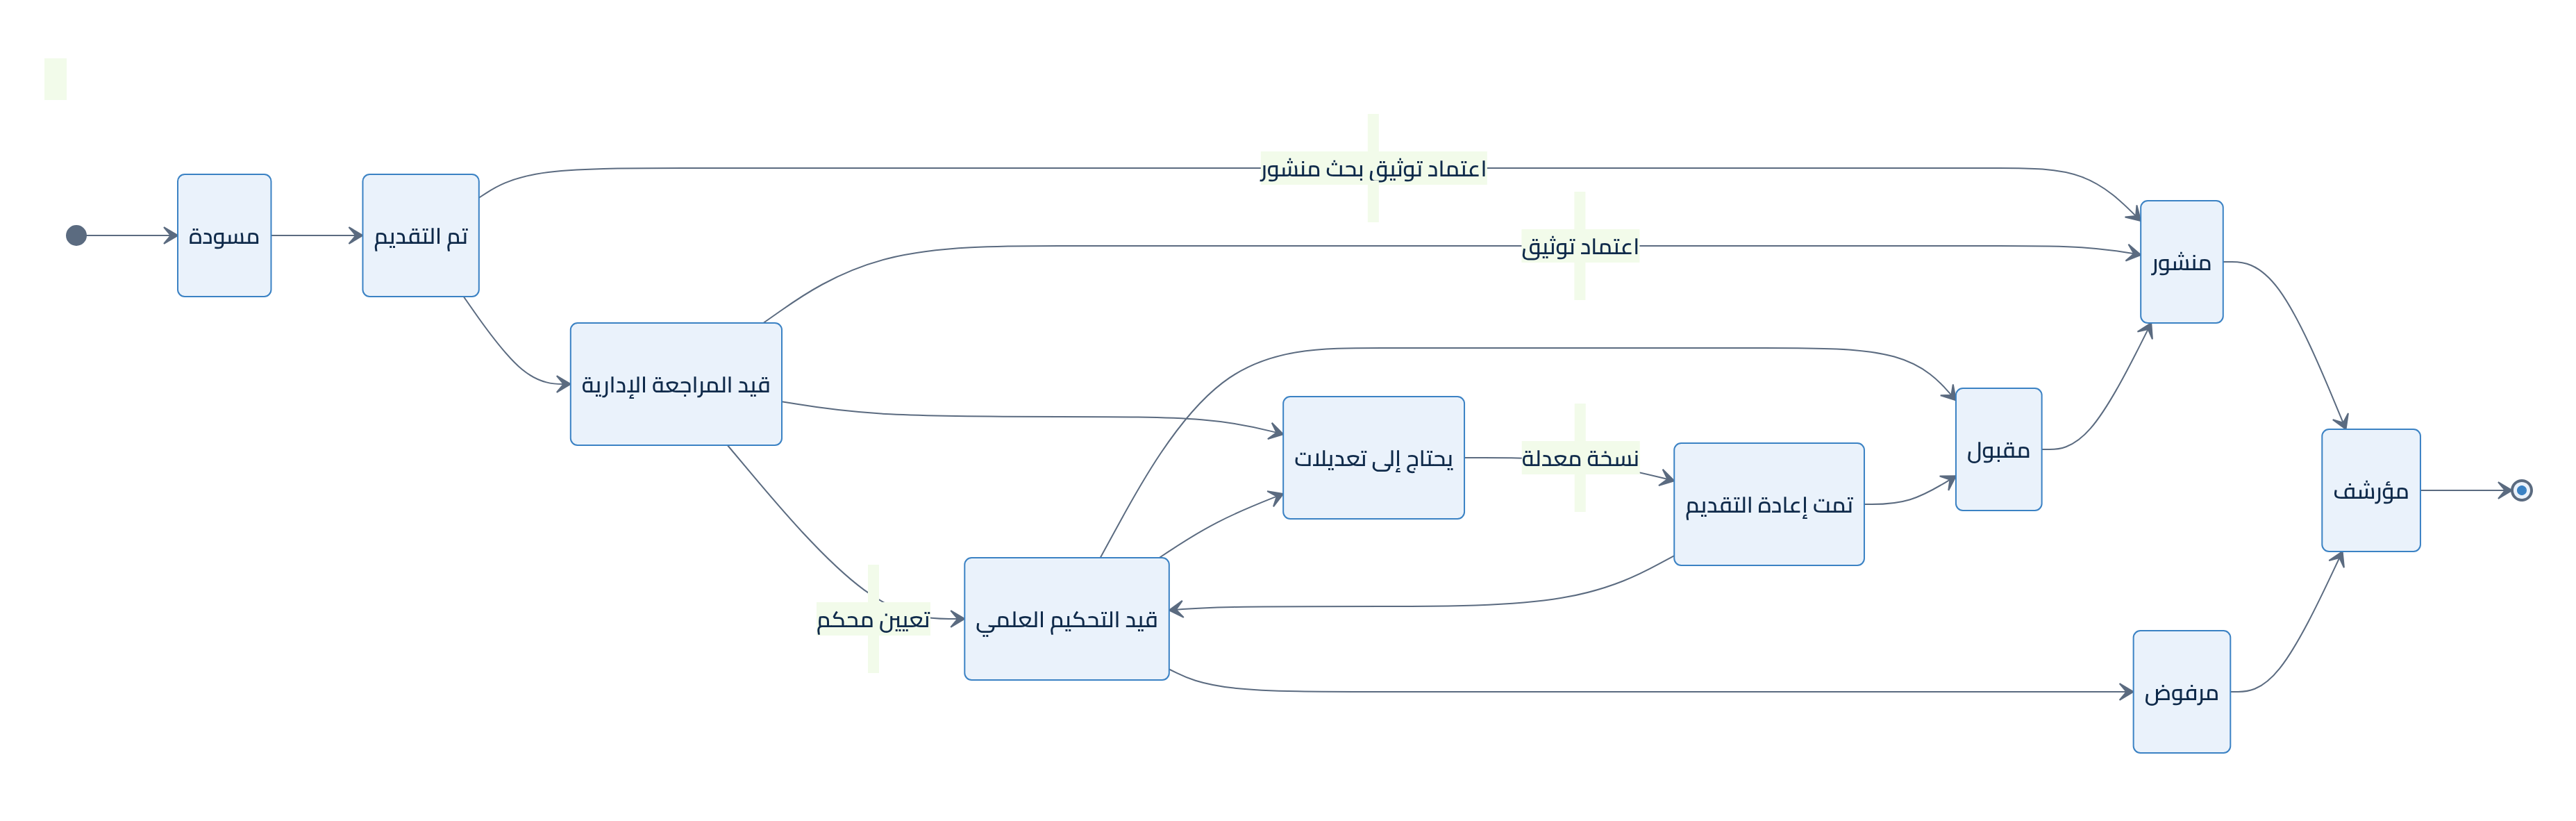 مسودة
تم التقديم
اعتماد توثيق بحث منشور
اعتماد توثيق
منشور
قيد المراجعة الإدارية
يحتاج إلى تعديلات
نسخة معدلة
تمت إعادة التقديم
مقبول
مؤرشف
تعيين محكم
قيد التحكيم العلمي
مرفوض